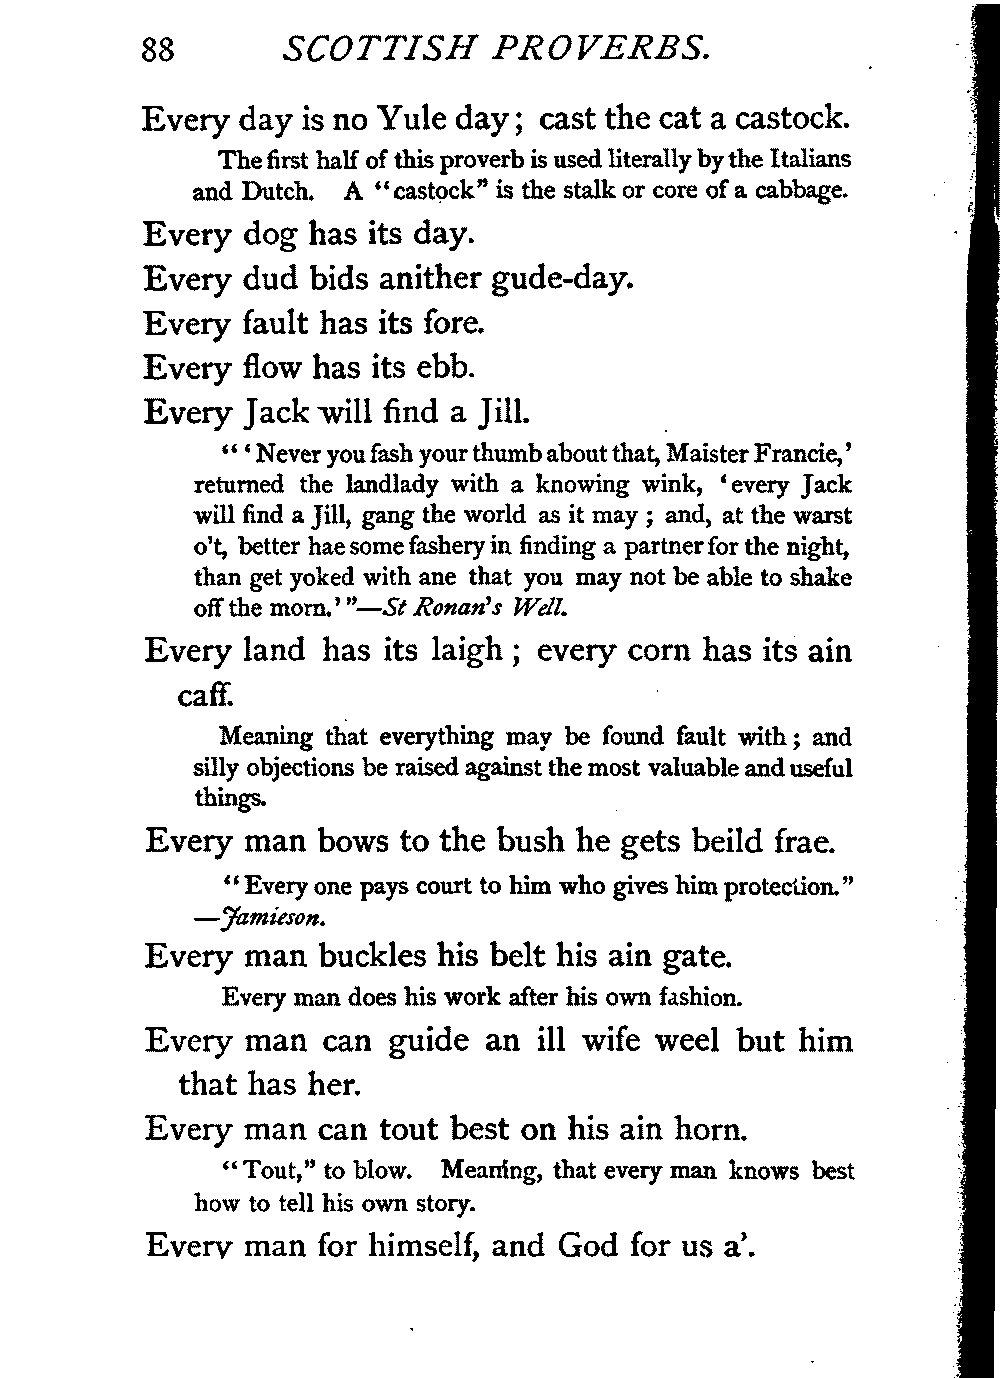 88 SCOTTISH PROVERBS.
Every day is no Yule day; cast the cat a castock.
The first half of this proverb is used literally by the Italians
and Dutch. A "castock" is the stalk or core of a cabbage.
Every dog has its day.
Every dud bids anither gude-day.
Every fault has its fore.
Every flow has its ebb.
Every Jack will find a Jill.
"'Never you fash your thumb about that, Maister Francie,'
returned the landlady with a knowing wink, 'every Jack
will find a Jill, gang the world as it may; and, at the warst
o't, better hae some fashery in finding a partner for the night,
than get yoked with ane that you may not be able to shake
off the morn.'"—St Ronan's Well.
Every land has its laigh; every corn has its ain
caff.
Meaning that everything may be found fault with; and
silly objections be raised against the most valuable and useful
things.
Every man bows to the bush he gets beild frae.
"Every one pays court to him who gives him protection."
—Jamieson.
Every man buckles his belt his ain gate.
Every man does his work after his own fashion.
Every man can guide an ill wife weel but him
that has her.
Every man can tout best on his ain horn.
"Tout," to blow. Meaning, that every man knows best
how to tell his own story.
Every man for himself, and God for us a'.